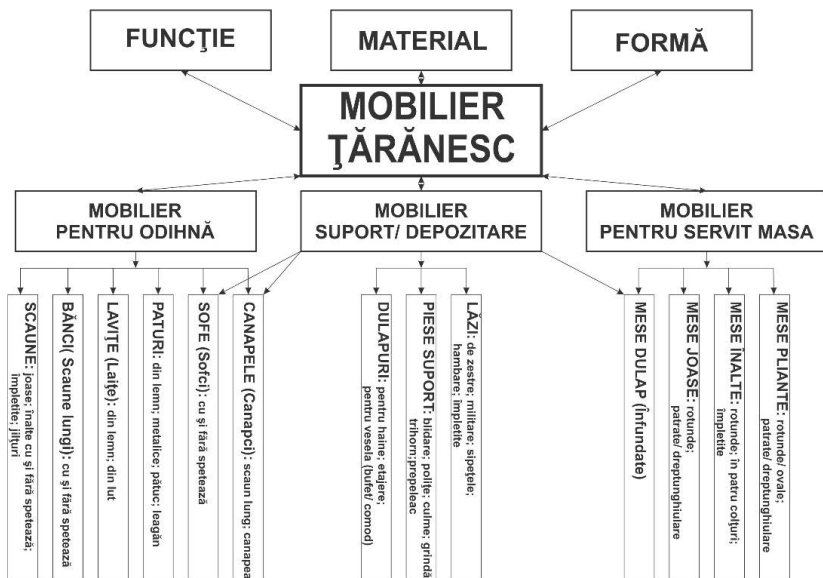 FUNCŢIE
MATERIAL
FORMĂ
MOBILIER
ŢĂRĂNESC
MOBILIER
PENTRU ODIHNĂ
MOBILIER
SUPORT/ DEPOZITARE
MOBILIER
PENTRU SERVIT MASA
SCAUNE: joase; înalte cu şi fără spetează;
împletite; jilţuri
BĂNCI( Scaune lungi): cu şi fără spetează
LAVIŢE (Laiţe): din lemn; din lut
PATURI: din lemn; metalice; pătuc; leagăn
SOFE (Sofci): cu şi fără spetează
CANAPELE (Canapci): scaun lung; canapea
DULAPURI: pentru haine; etajere;
pentru vesela (bufet/ comod)
PIESE SUPORT: blidare; poliţe; culme; grindă
trihorn;prepeleac
LĂZI: de zestre; militare; sipeţele;
hambare; împletite
MESE DULAP (Înfundate)
MESE JOASE: rotunde;
patrate/ dreptunghiulare
MESE ÎNALTE: rotunde; în patru colţuri;
împletite
MESE PLIANTE: rotunde/ ovale;
patrate/ dreptunghiulare